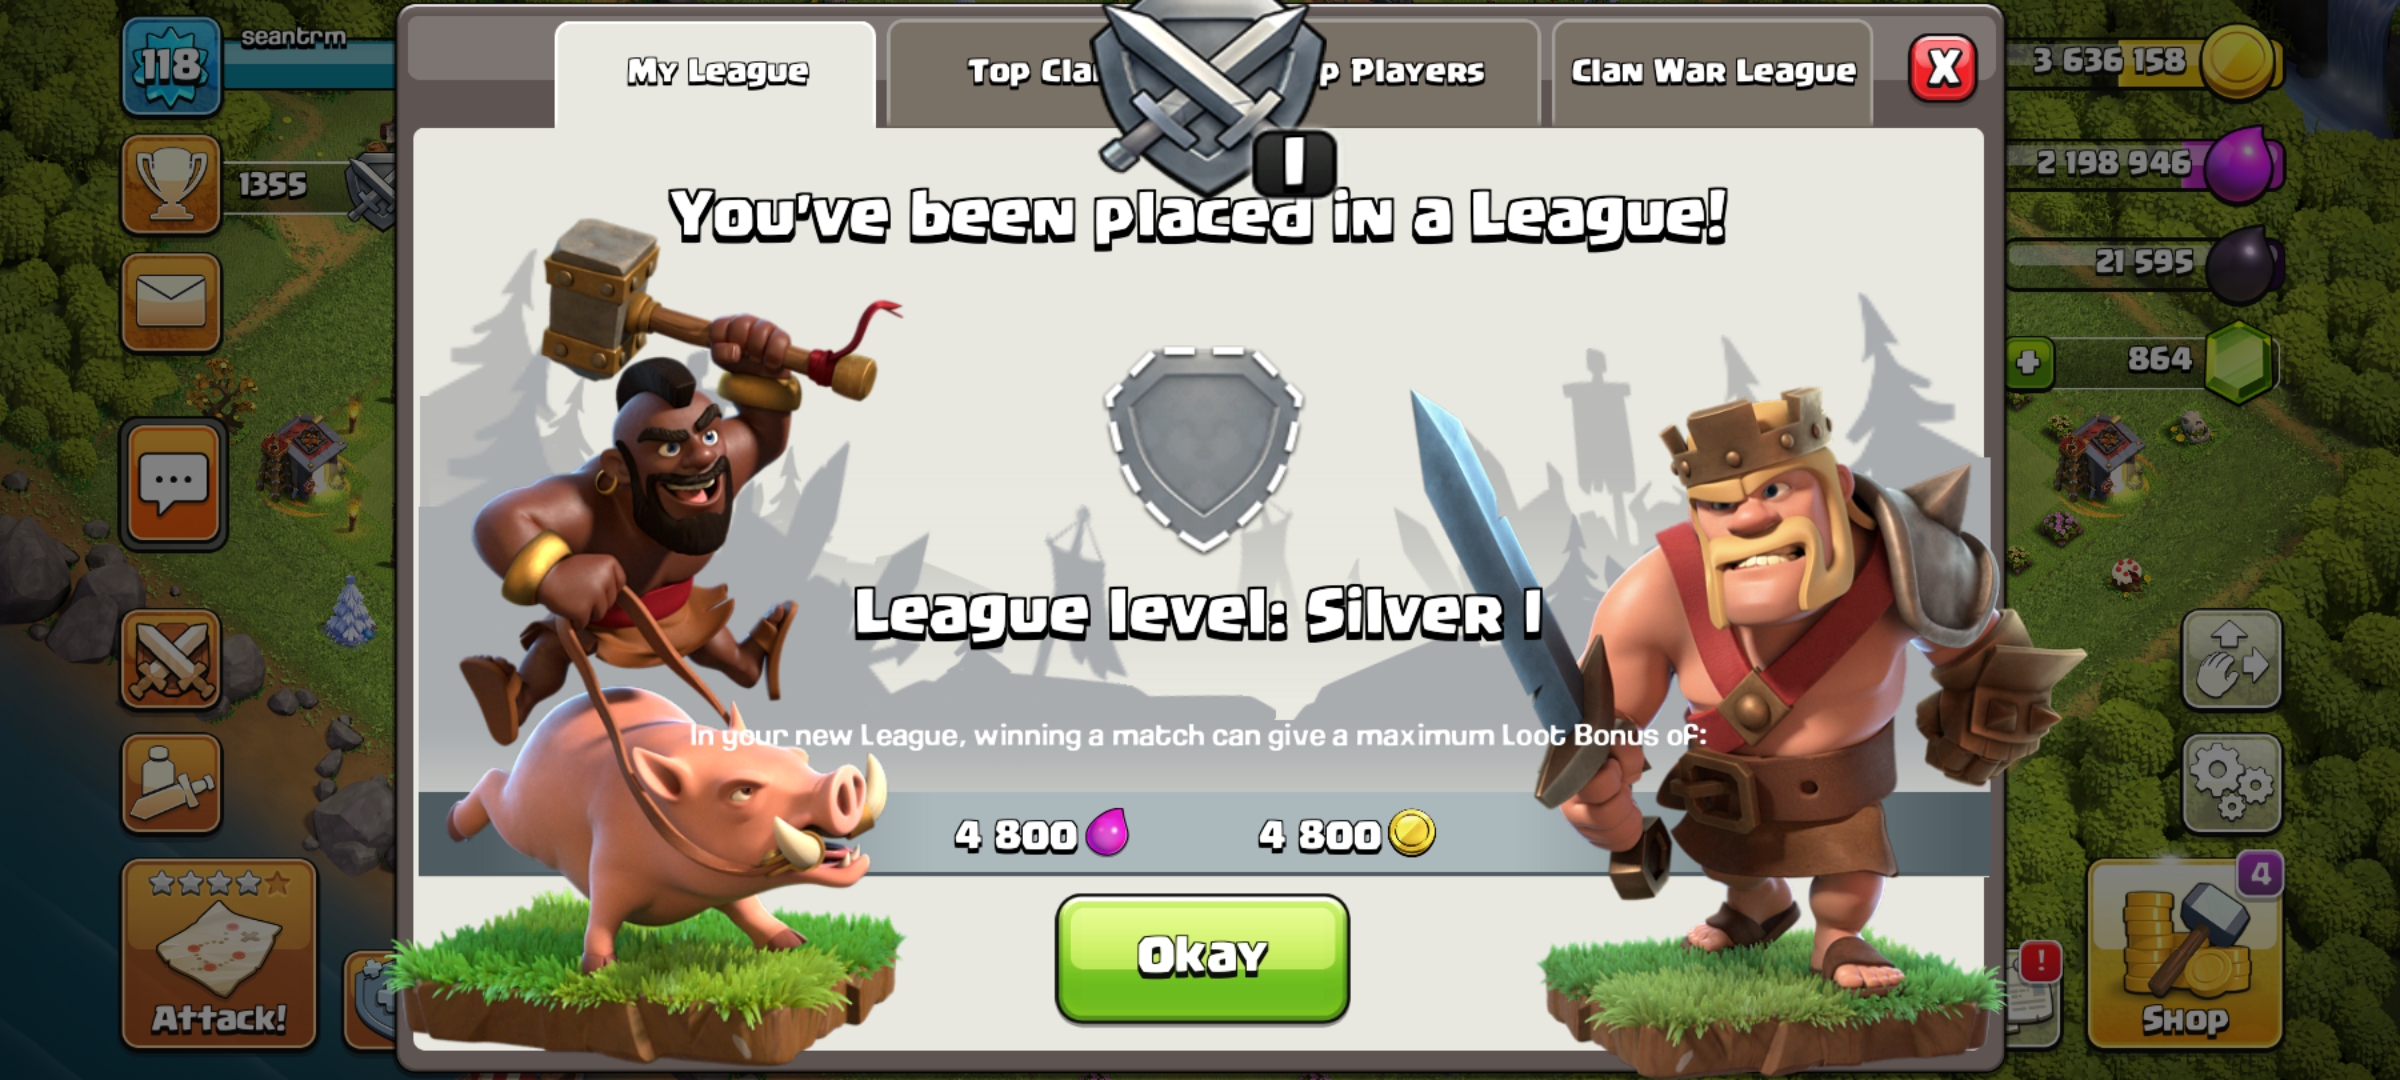 118
seantrm
My League
Top Cla
p Players
Clan War League
X
3 636 158
1355
I
2 198 946
You've been placed in a League!
21 595
864
League level: Silver I
In your new League, winning a match can give a maximum Loot Bonus of:
4 800
4 800
4
Okay
!
Attack!
Shop